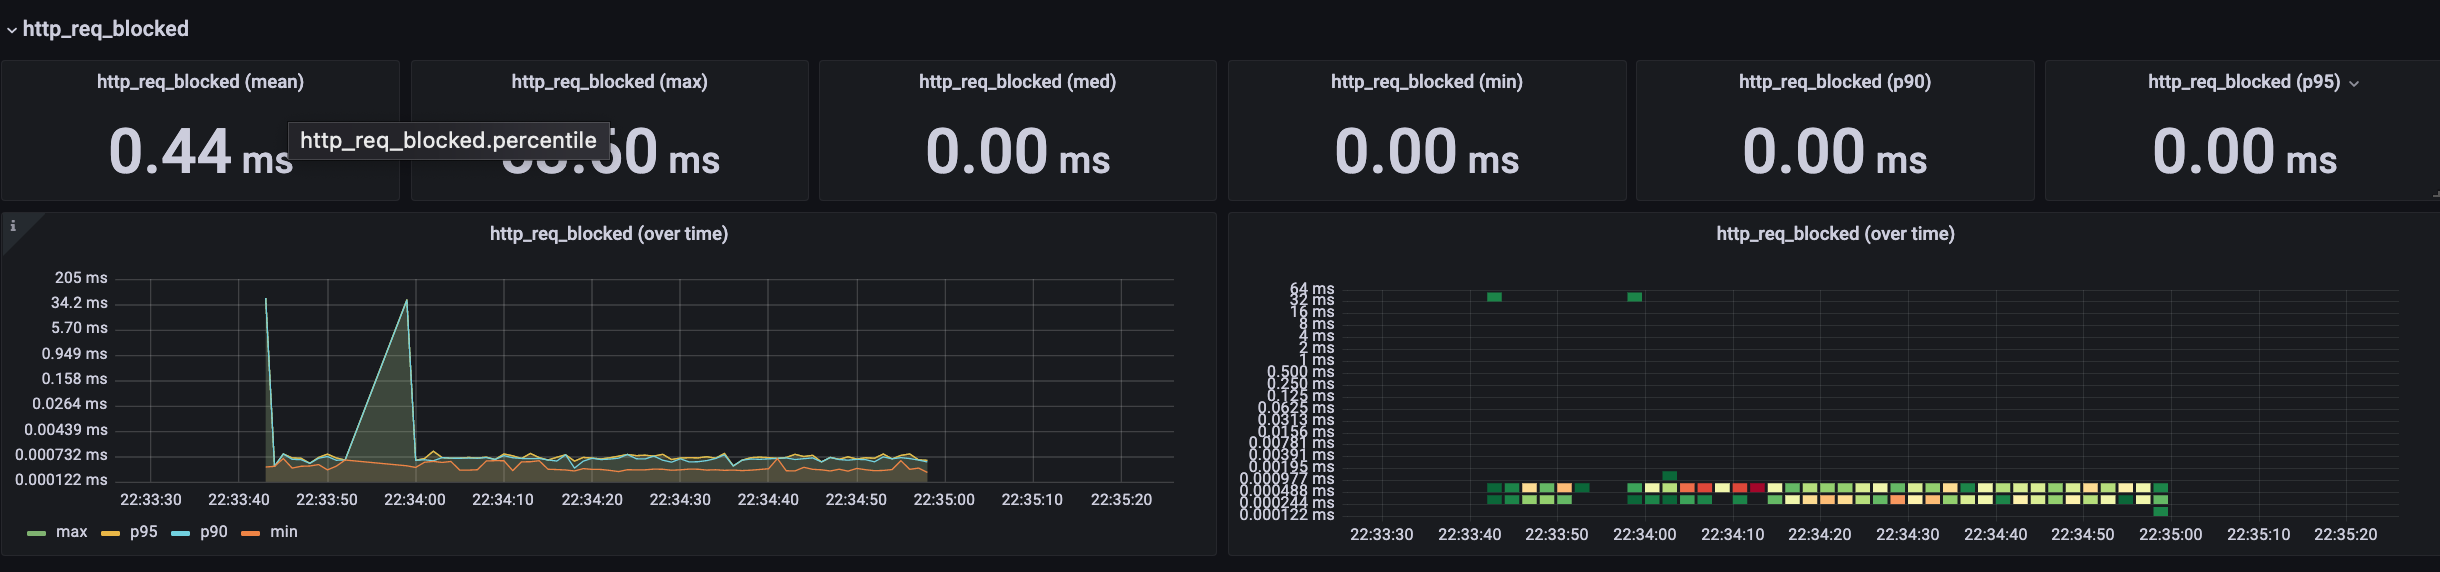 http_req_blocked
http_req_blocked (mean)
http_req_blocked (max)
http_req_blocked (med)
http_req_blocked (min)
http_req_blocked (p90)
http_req_blocked (p95)
0.44 ms
http_req_blocked.percentile
ms
0.00 ms
0.00 ms
0.00 ms
0.00 ms
i
http_req_blocked (over time)
205 ms
34.2 ms
5.70 ms
0.949 ms
0.158 ms
0.0264 ms
0.00439 ms
0.000732 ms
0.000122 ms
22:33:30 22:33:40 22:33:50 22:34:00 22:34:10 22:34:20 22:34:30 22:34:40 22:34:50 22:35:00 22:35:10 22:35:20
max p95 p90 min
http_req_blocked (over time)
64 ms
32 ms
16 ms
8 ms
4 ms
2 ms
1 ms
0.500 ms
0.250 ms
0.125 ms
0.0625 ms
0.0313 ms
0.0156 ms
0.00781 ms
0.00391 ms
0.00195 ms
0.000977 ms
0.000488 ms
0.000244 ms
0.000122 ms
22:33:30 22:33:40 22:33:50 22:34:00 22:34:10 22:34:20 22:34:30 22:34:40 22:34:50 22:35:00 22:35:10 22:35:20